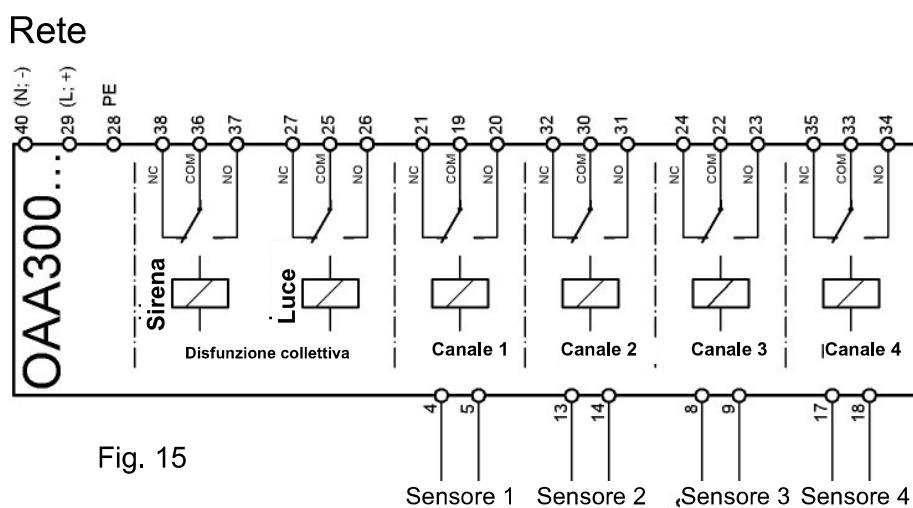 Rete
40 (N; -)
29 (L; +)
PE
28
38
36
37
27
25
26
21
19
20
32
30
31
24
22
23
35
33
34
NC COM NO
NC COM NO
NC COM NO
NC COM NO
NC COM NO
NC COM NO
OAA300...
Sirena
Luce
Disfunzione collettiva
Canale 1
Canale 2
Canale 3
Canale 4
4
5
13
14
8
9
17
18
Fig. 15
Sensore 1
Sensore 2
Sensore 3
Sensore 4